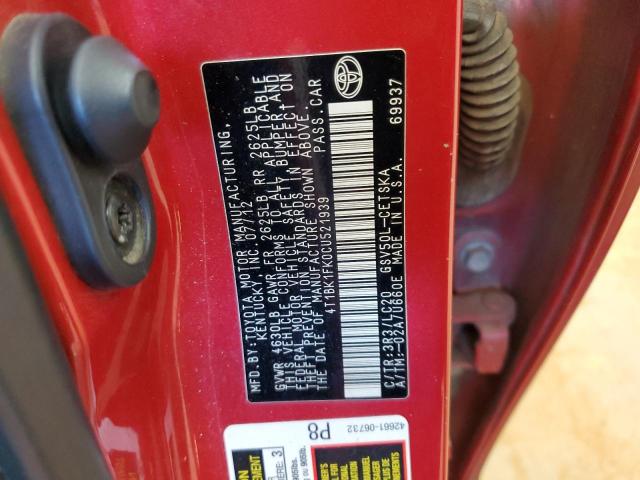 MFD.BY:TOYOTA MOTOR MANUFACTURING,
KENTUCKY, INC. 07/12
GVWR 4630LB GAWR FR 2625LB RR 2625LB
THIS VEHICLE CONFORMS TO ALL APPLICABLE
FEDERAL MOTOR VEHICLE SAFETY, BUMPER, AND
THEFT PREVENTION STANDARDS IN EFFECT ON
THE DATE OF MANUFACTURE SHOWN ABOVE.
4T1BK1FK0CU521939 PASS.CAR
C/TR:3R3/LC20 GSV50L-CETSKA 69937
A/TM:-02A/U660E MADE IN U.S.A.
42661-06732
P8